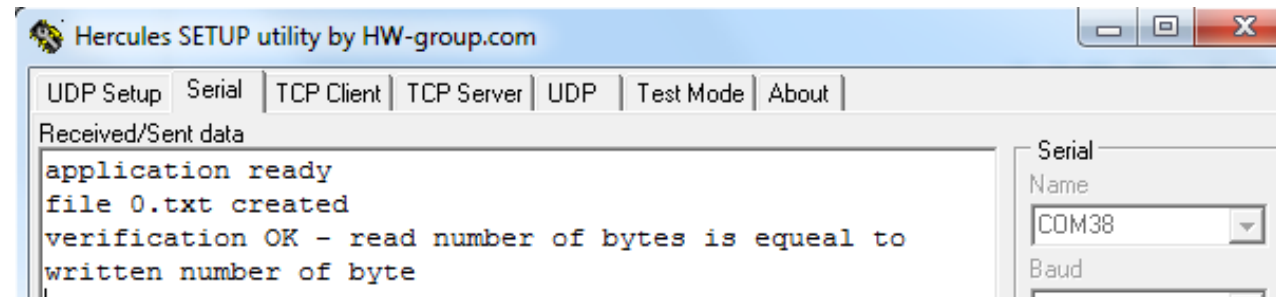 Hercules SETUP utility by HW-group.com
UDP Setup Serial TCP Client TCP Server UDP Test Mode About
Received/Sent data
application ready
file 0.txt created
verification OK - read number of bytes is equeal to
written number of byte
Serial
Name
COM38
Baud